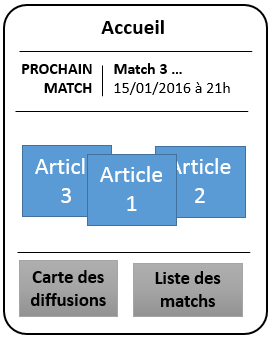 Accueil
PROCHAIN MATCH
Match 3 ...
15/01/2016 à 21h
Article 3
Article 1
Article 2
Carte des
diffusions
Liste des
matchs